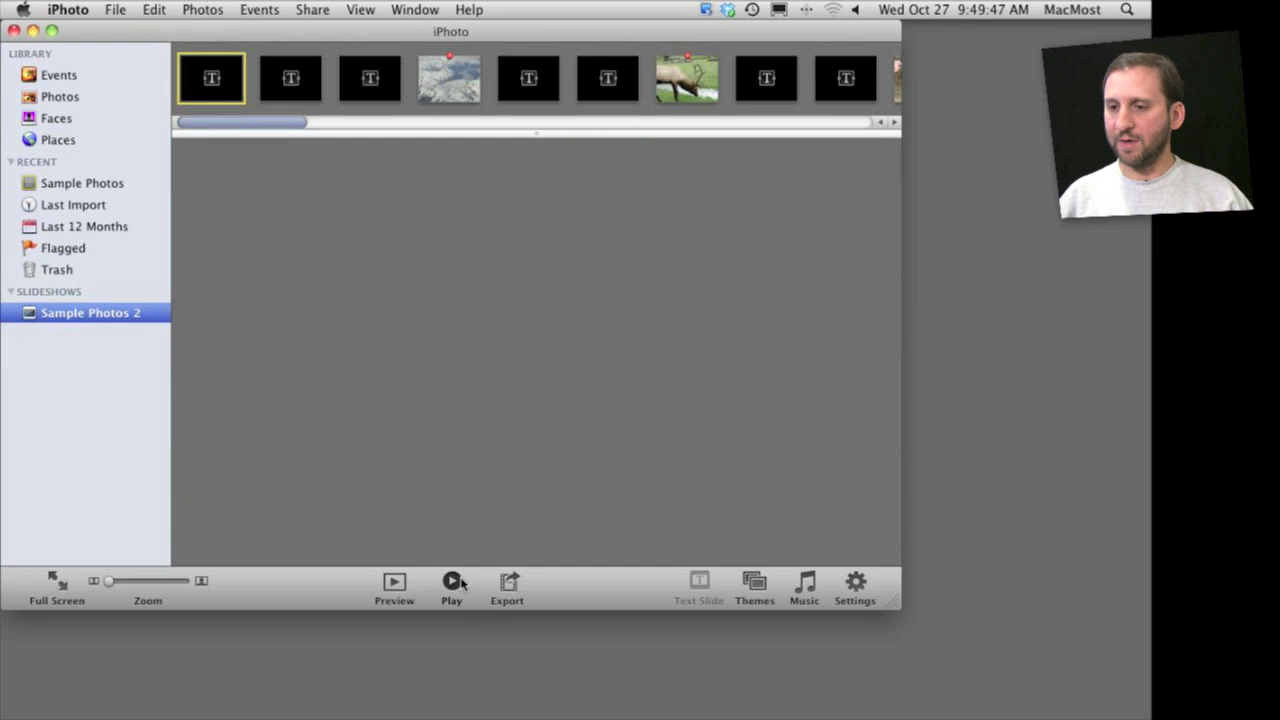 iPhoto File Edit Photos Events Share View Window Help Wed Oct 27 9:49:47 AM MacMost
iPhoto
LIBRARY
Events
Photos
Faces
Places
RECENT
Sample Photos
Last Import
Last 12 Months
Flagged
Trash
SLIDESHOWS
Sample Photos 2
T T T T T T T
T
Full Screen Zoom Preview Play Export Text Slide Themes Music Settings